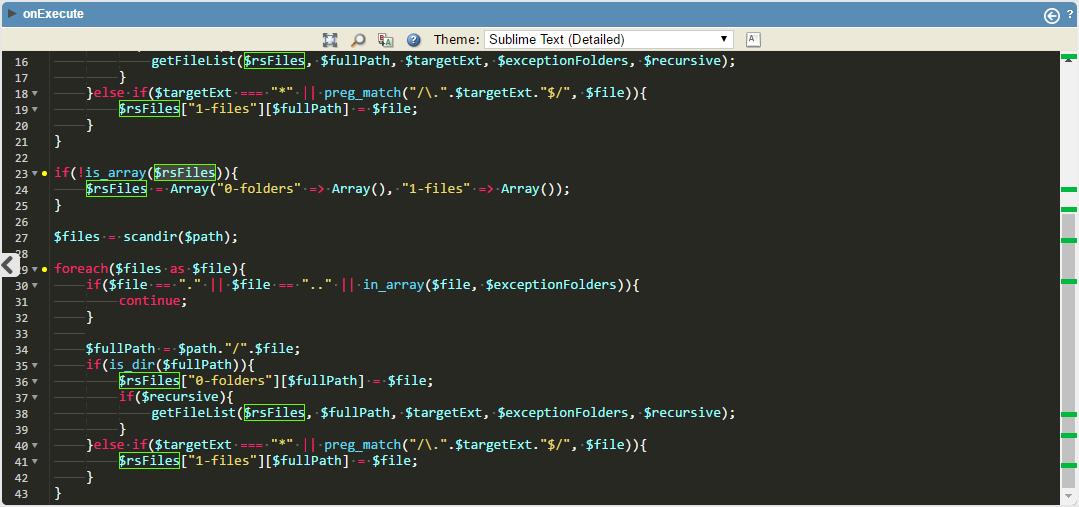 onExecute
?
Theme: Sublime Text (Detailed)
16 getFileList($rsFiles, $fullPath, $targetExt, $exceptionFolders, $recursive);
17 }
18 }else if($targetExt === "*" || preg_match("/\.".$targetExt."$/", $file)){
19 $rsFiles["1-files"][$fullPath] = $file;
20 }
21 }
22
23 if(!is_array($rsFiles)){
24 $rsFiles = Array("0-folders" => Array(), "1-files" => Array());
25 }
26
27 $files = scandir($path);
28
29 foreach($files as $file){
30 if($file == "." || $file == ".." || in_array($file, $exceptionFolders)){
31 continue;
32 }
33
34 $fullPath = $path."/".$file;
35 if(is_dir($fullPath)){
36 $rsFiles["0-folders"][$fullPath] = $file;
37 if($recursive){
38 getFileList($rsFiles, $fullPath, $targetExt, $exceptionFolders, $recursive);
39 }
40 }else if($targetExt === "*" || preg_match("/\.".$targetExt."$/", $file)){
41 $rsFiles["1-files"][$fullPath] = $file;
42 }
43 }